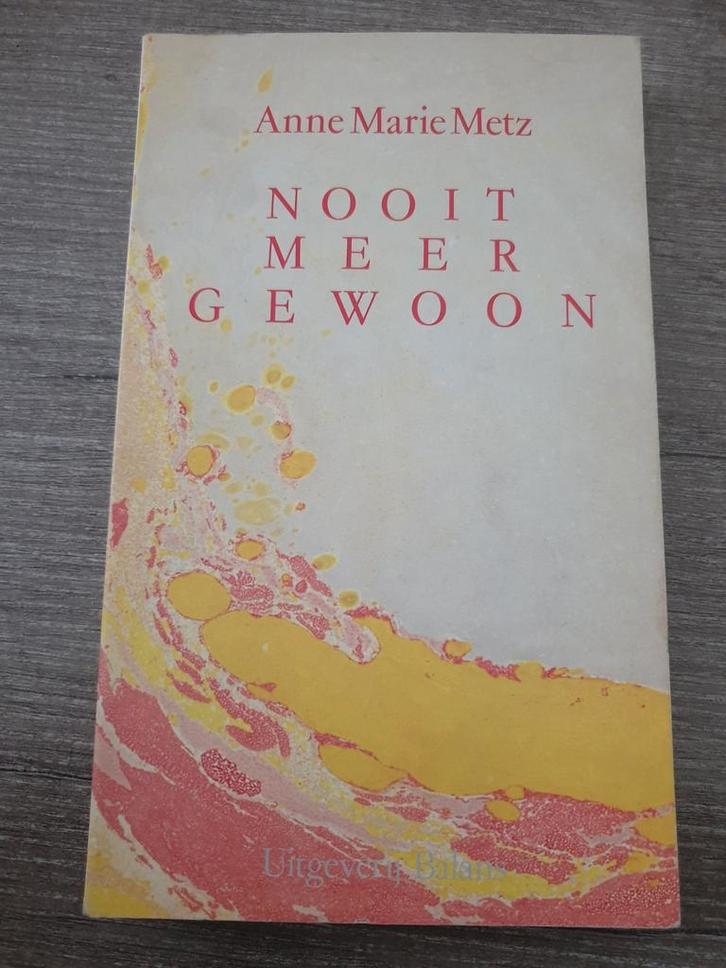 Anne Marie Metz
NOOIT
MEER
GEWOON
Uitgeverij Balans